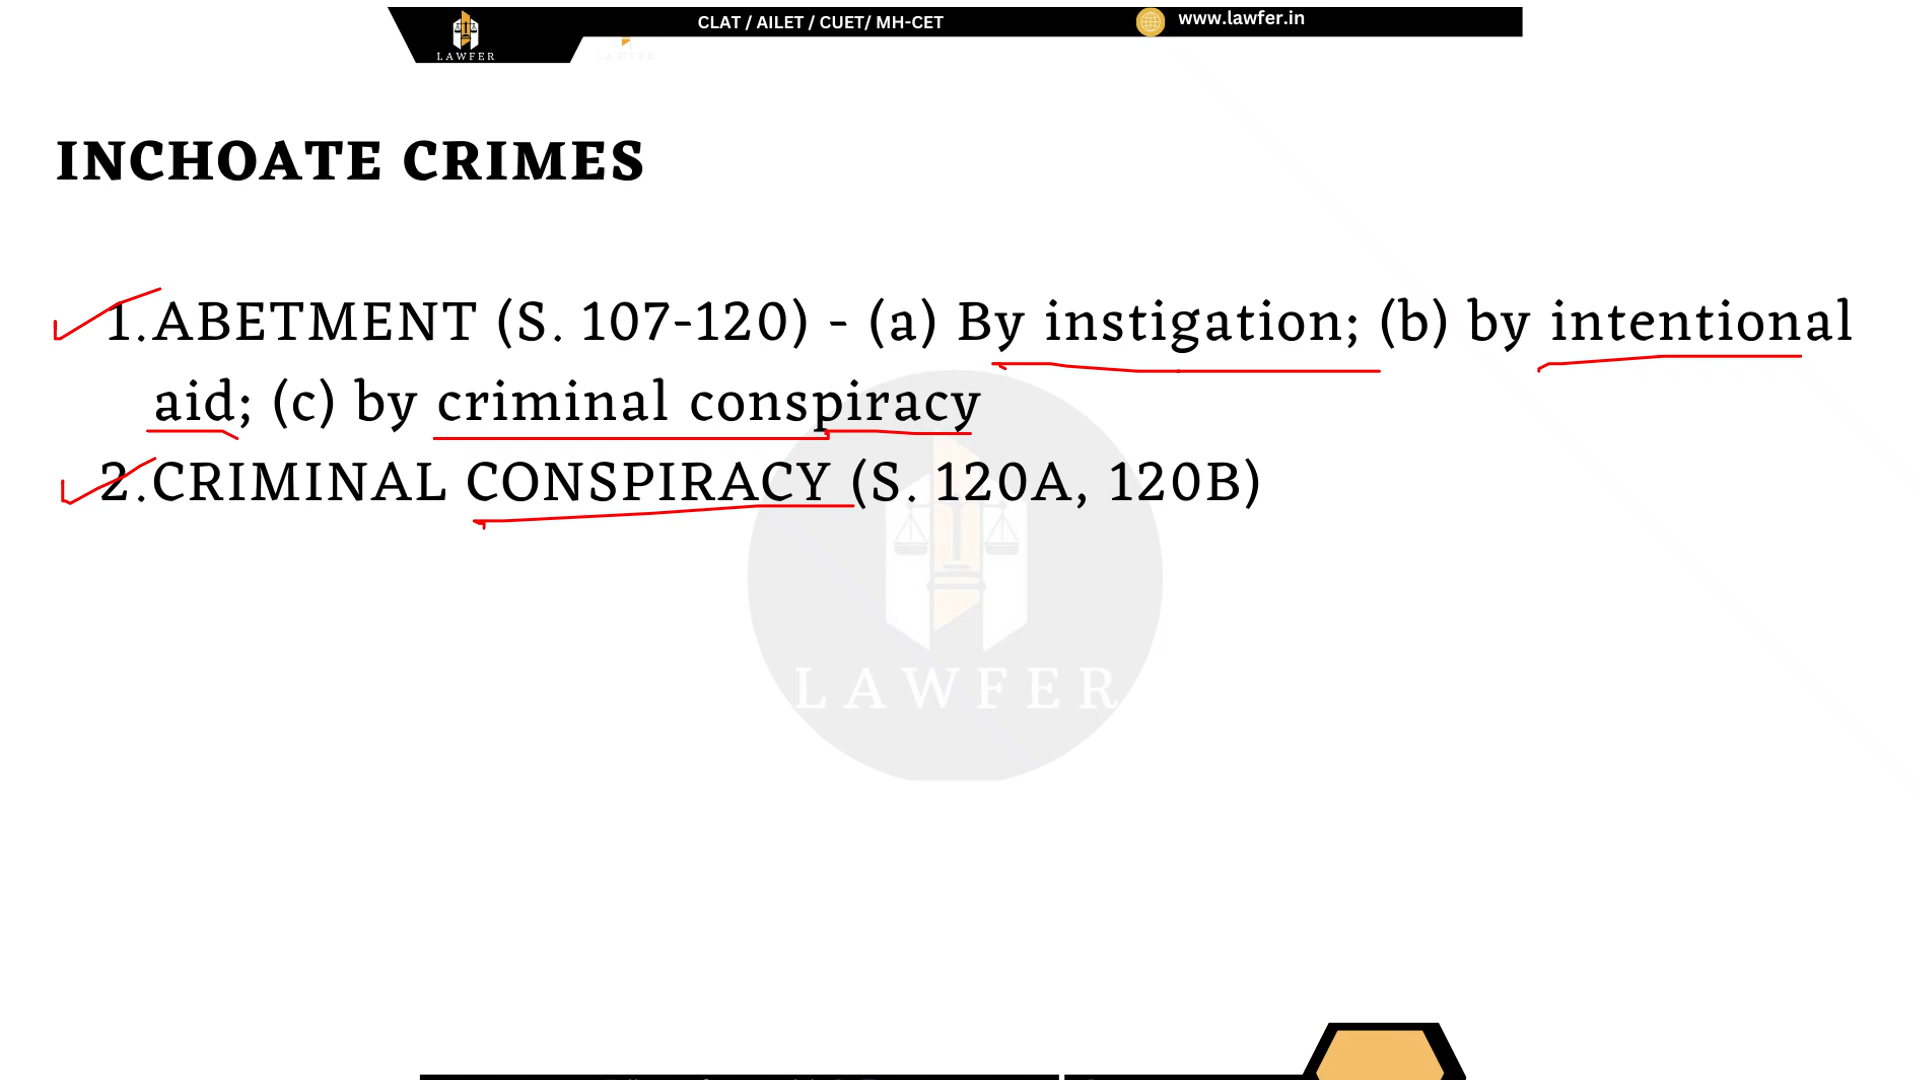 LAWFER
CLAT / AILET / CUET/ MH-CET
www.lawfer.in
INCHOATE CRIMES
1.ABETMENT (S. 107-120) - (a) By instigation; (b) by intentional
aid; (c) by criminal conspiracy
2.CRIMINAL CONSPIRACY (S. 120A, 120B)
LAWFER